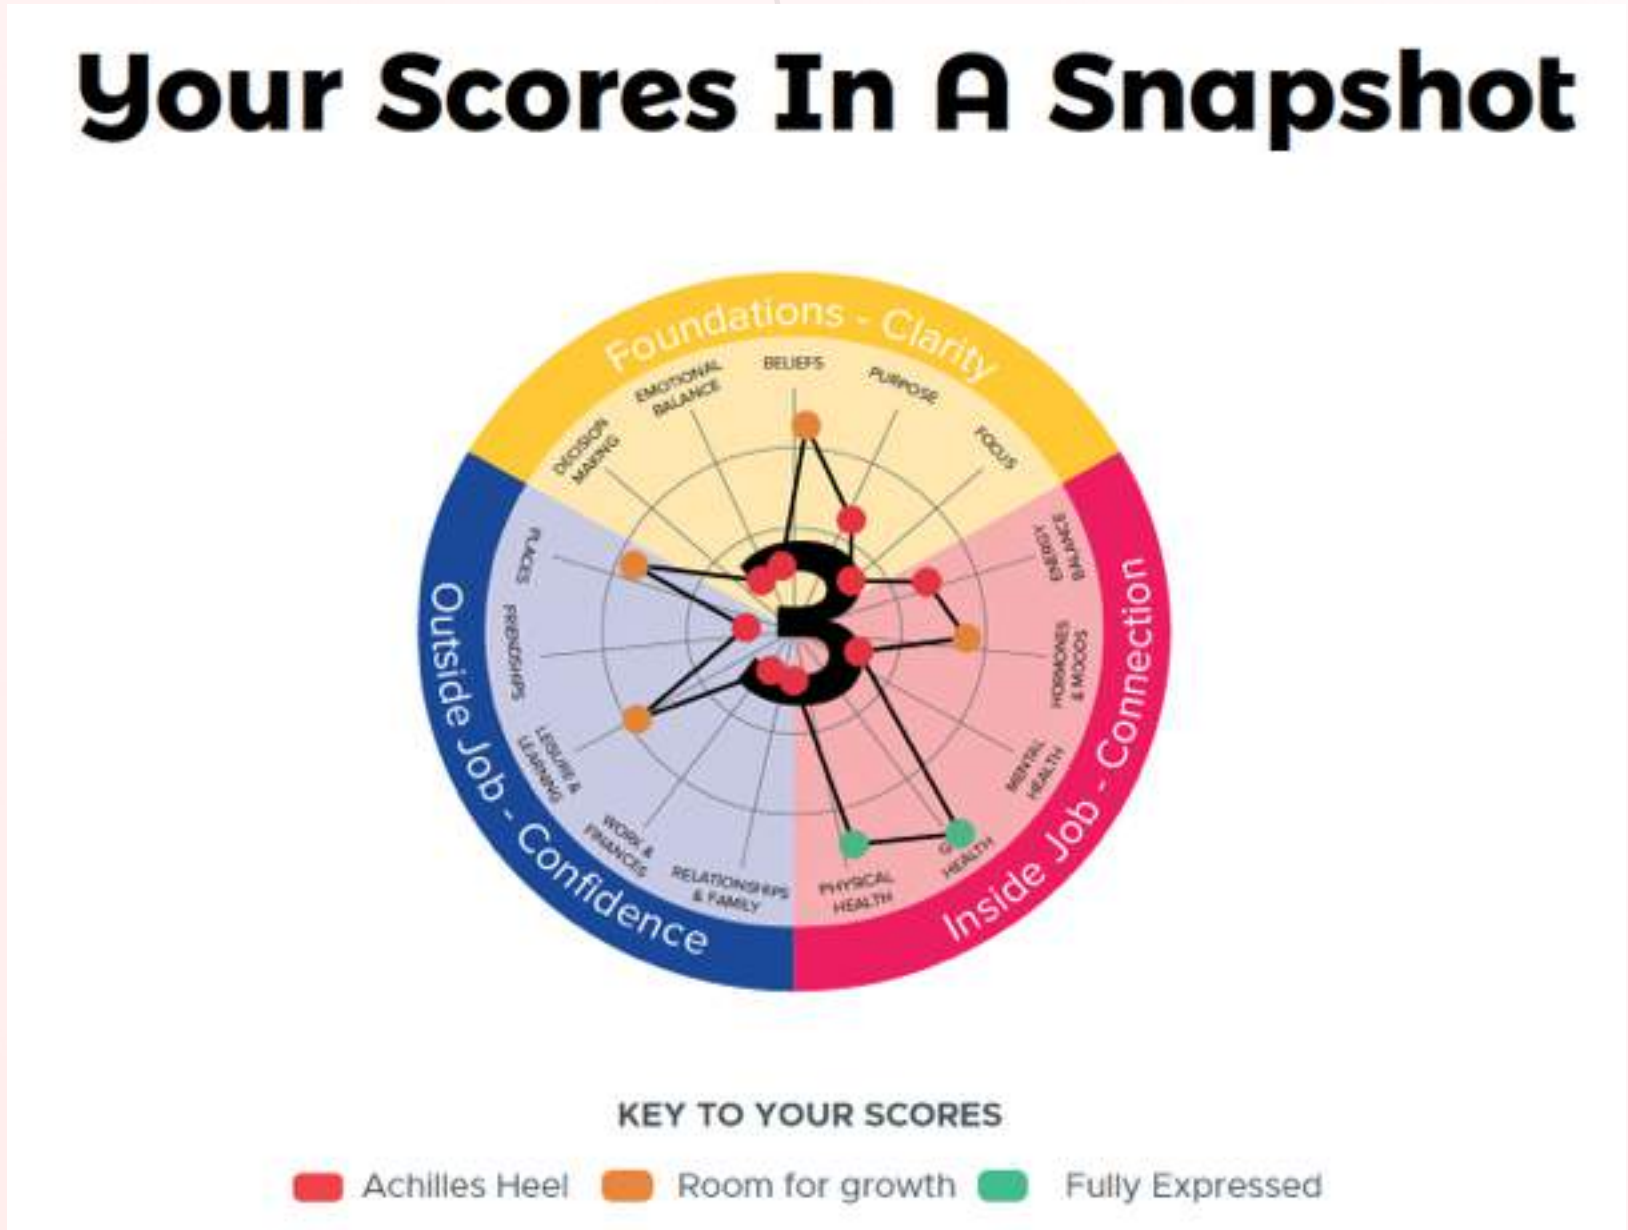 Your Scores In A Snapshot
Foundations - Clarity
BELIEFS
PURPOSE
FOCUS
EMOTIONAL
BALANCE
DECISION
MAKING
ENERGY
BALANCE
HORMONES
& MOODS
MENTAL
HEALTH
HEALTH
PHYSICAL
HEALTH
Inside Job - Connection
RELATIONSHIPS
& FAMILY
WORK &
FINANCES
LEISURE &
LEARNING
FRIENDSHIPS
PLACES
Outside Job - Confidence
3
KEY TO YOUR SCORES
Achilles Heel
Room for growth
Fully Expressed